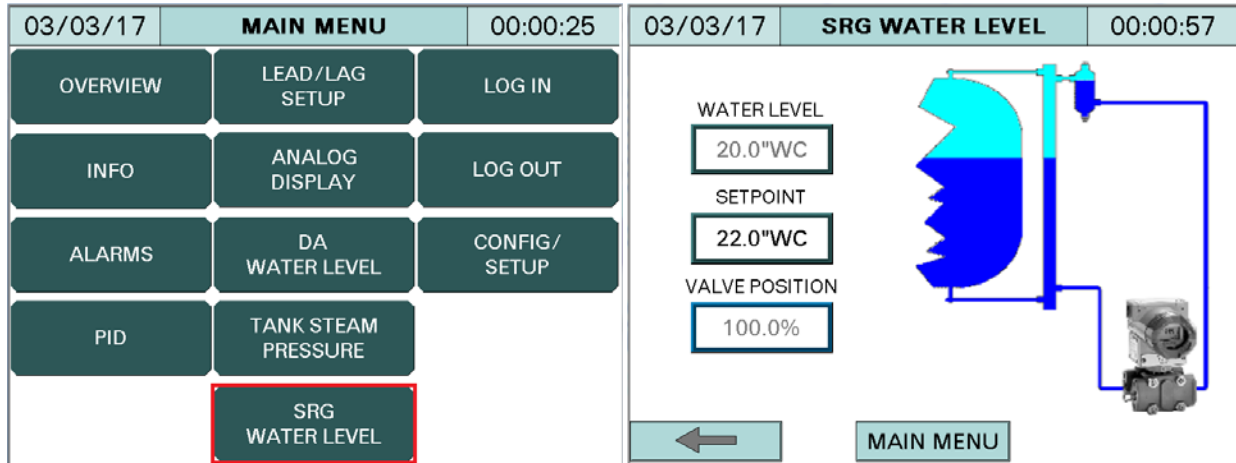 03/03/17
MAIN MENU
00:00:25
OVERVIEW
LEAD/LAG
SETUP
LOG IN
INFO
ANALOG
DISPLAY
LOG OUT
ALARMS
DA
WATER LEVEL
CONFIG/
SETUP
PID
TANK STEAM
PRESSURE
SRG
WATER LEVEL
03/03/17
SRG WATER LEVEL
00:00:57
WATER LEVEL
20.0"WC
SETPOINT
22.0"WC
VALVE POSITION
100.0%
MAIN MENU